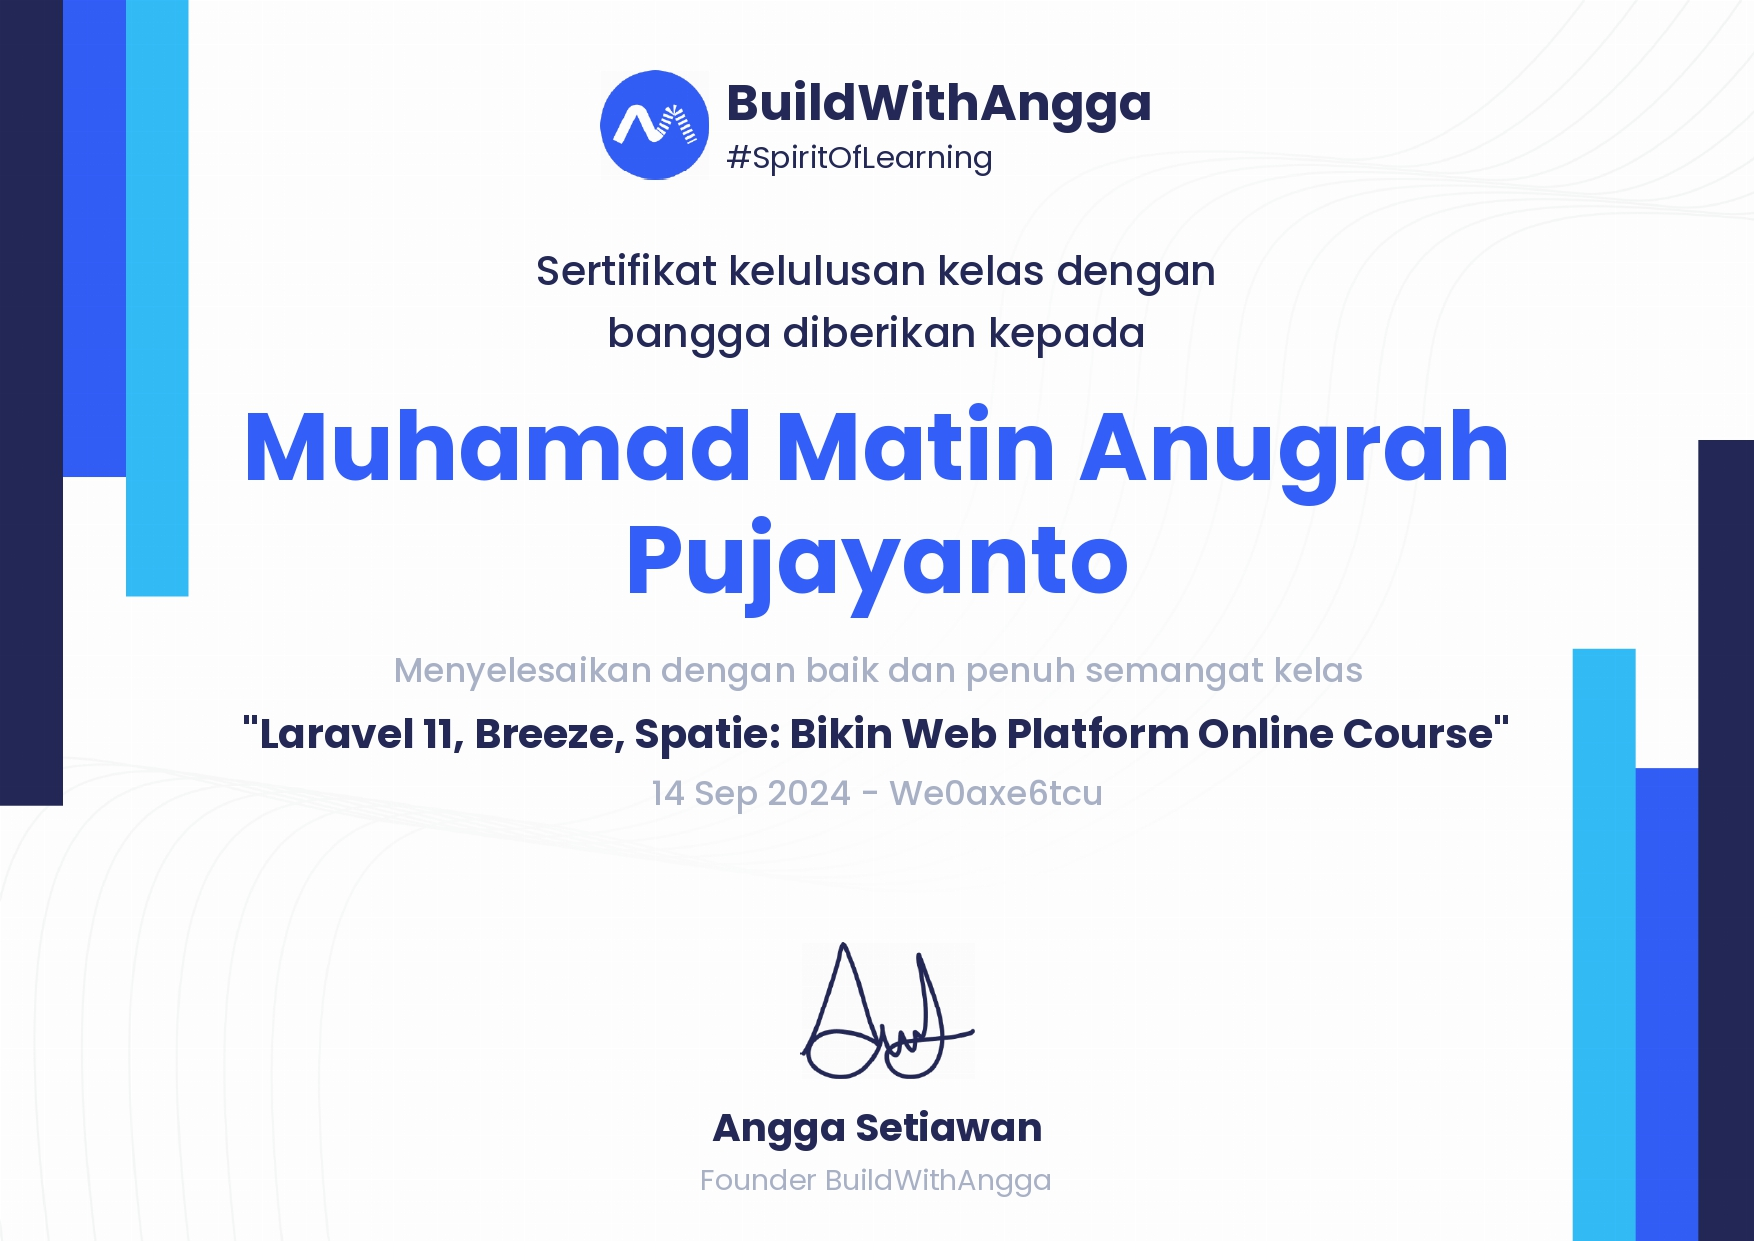 BuildWithAngga
#SpiritOfLearning
Sertifikat kelulusan kelas dengan
bangga diberikan kepada
Muhamad Matin Anugrah
Pujayanto
Menyelesaikan dengan baik dan penuh semangat kelas
"Laravel 11, Breeze, Spatie: Bikin Web Platform Online Course"
14 Sep 2024 - We0axe6tcu
Angga Setiawan
Founder BuildWithAngga